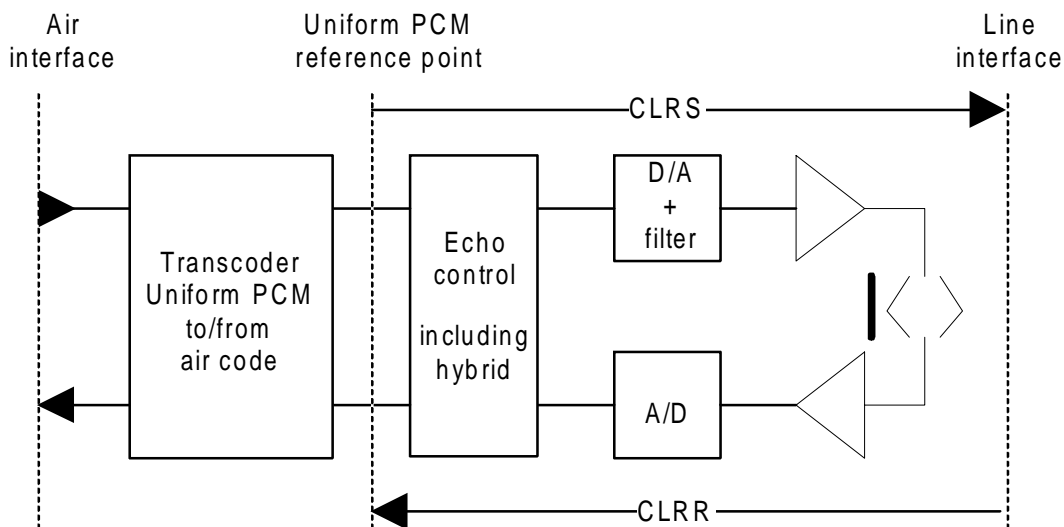 Air
interface
Uniform PCM
reference point
Line
interface
CLRS
Transcoder
Uniform PCM
to/from
air code
Echo
control
including
hybrid
D/A
+
filter
A/D
CLRR